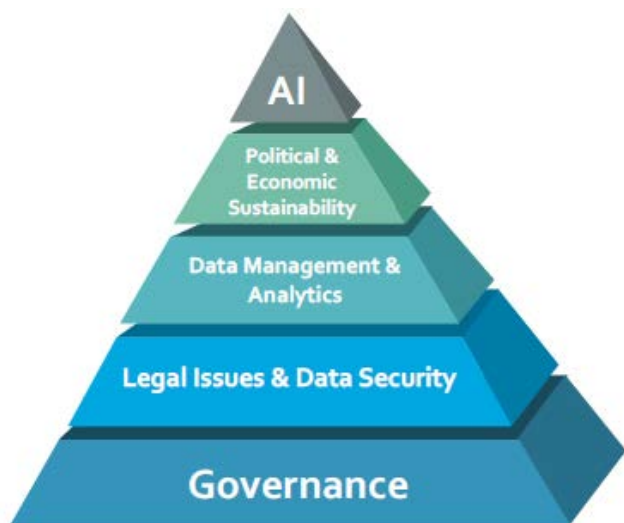 AI
Political &
Economic
Sustainability
Data Management &
Analytics
Legal Issues & Data Security
Governance